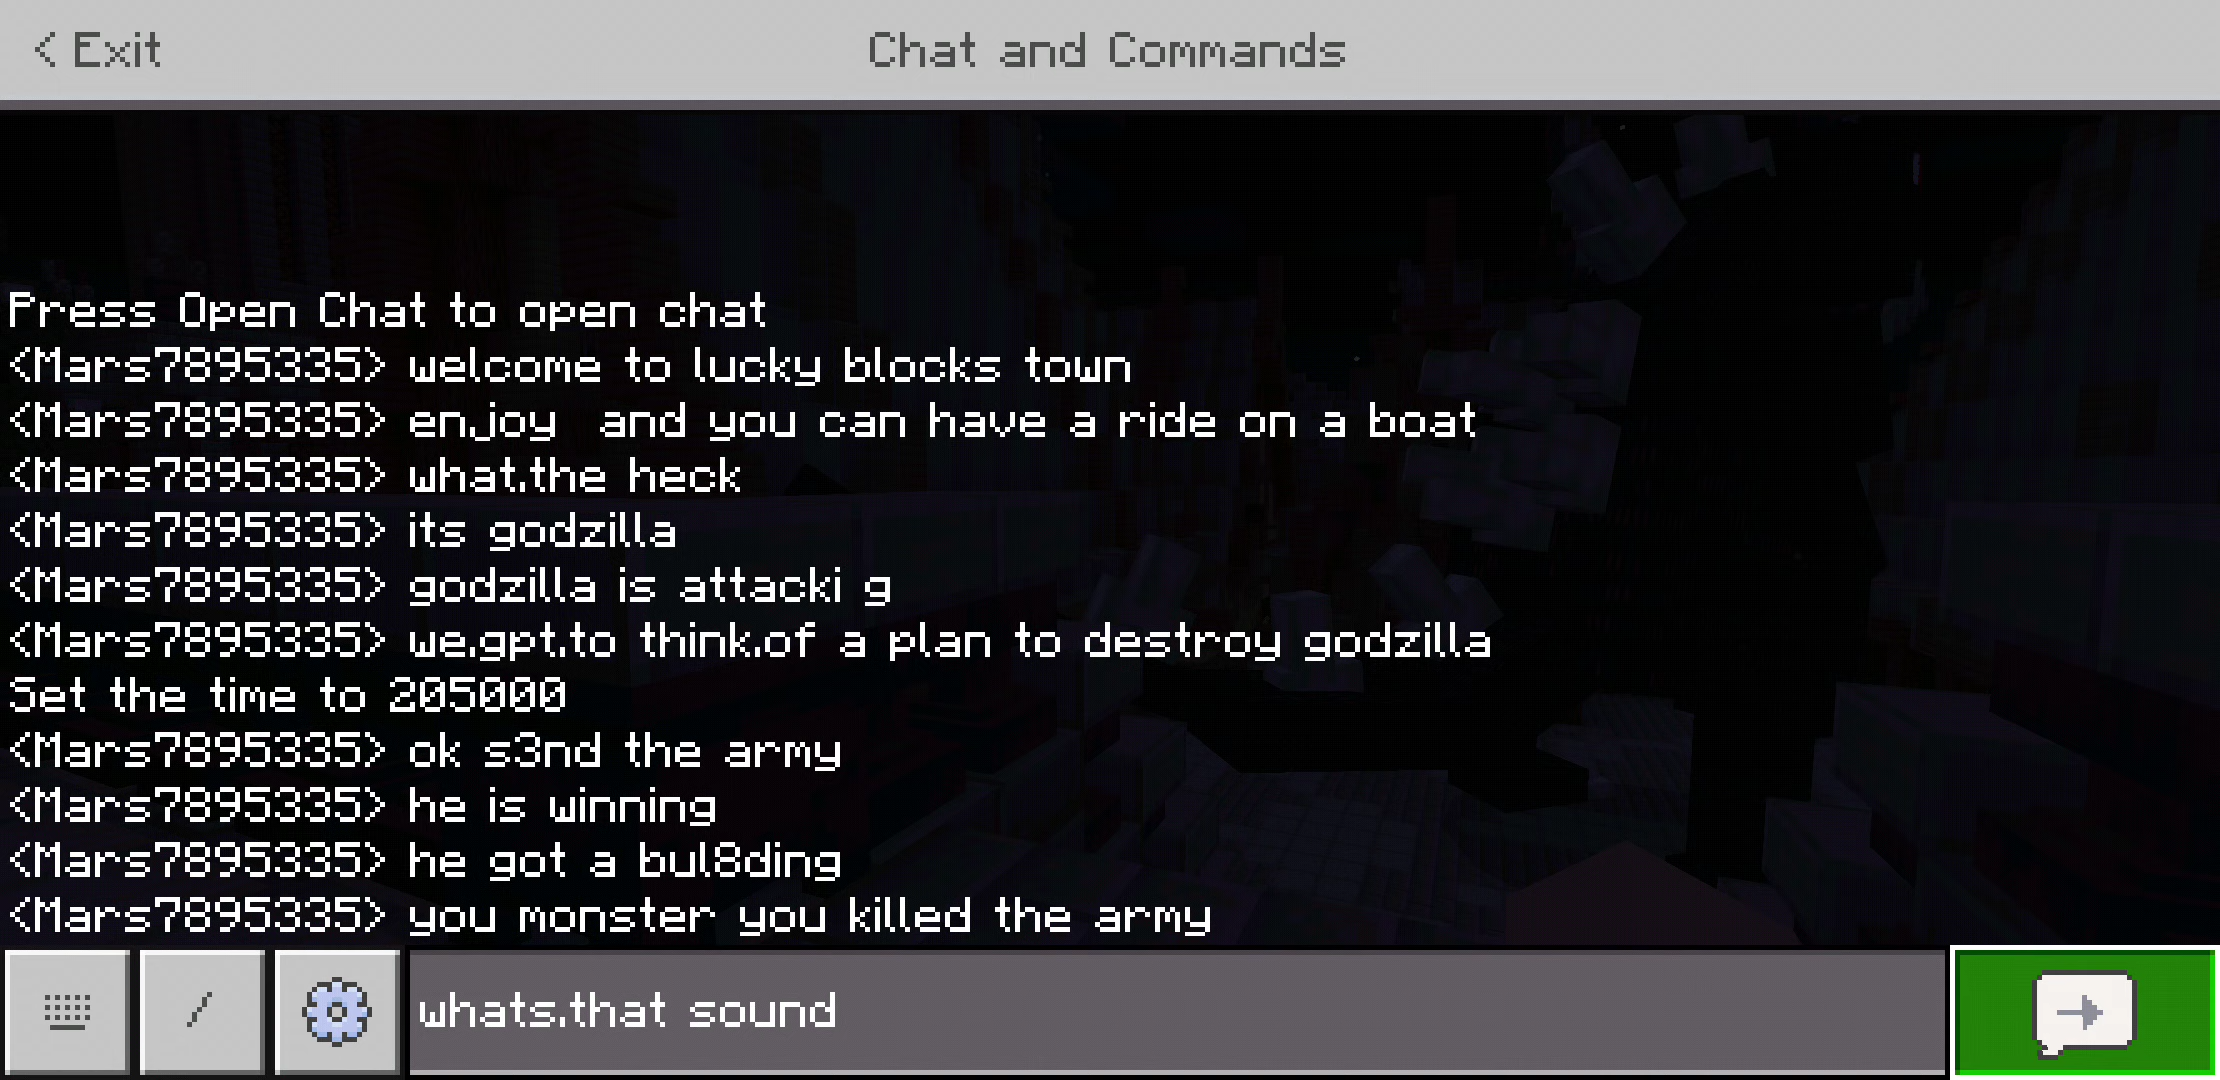 < Exit
Chat and Commands
Press Open Chat to open chat
<Mars7895335> welcome to lucky blocks town
<Mars7895335> enjoy  and you can have a ride on a boat
<Mars7895335> what.the heck
<Mars7895335> its godzilla
<Mars7895335> godzilla is attacki g
<Mars7895335> we.gpt.to think.of a plan to destroy godzilla
Set the time to 205000
<Mars7895335> ok s3nd the army
<Mars7895335> he is winning
<Mars7895335> he got a bul8ding
<Mars7895335> you monster you killed the army
/
whats.that sound